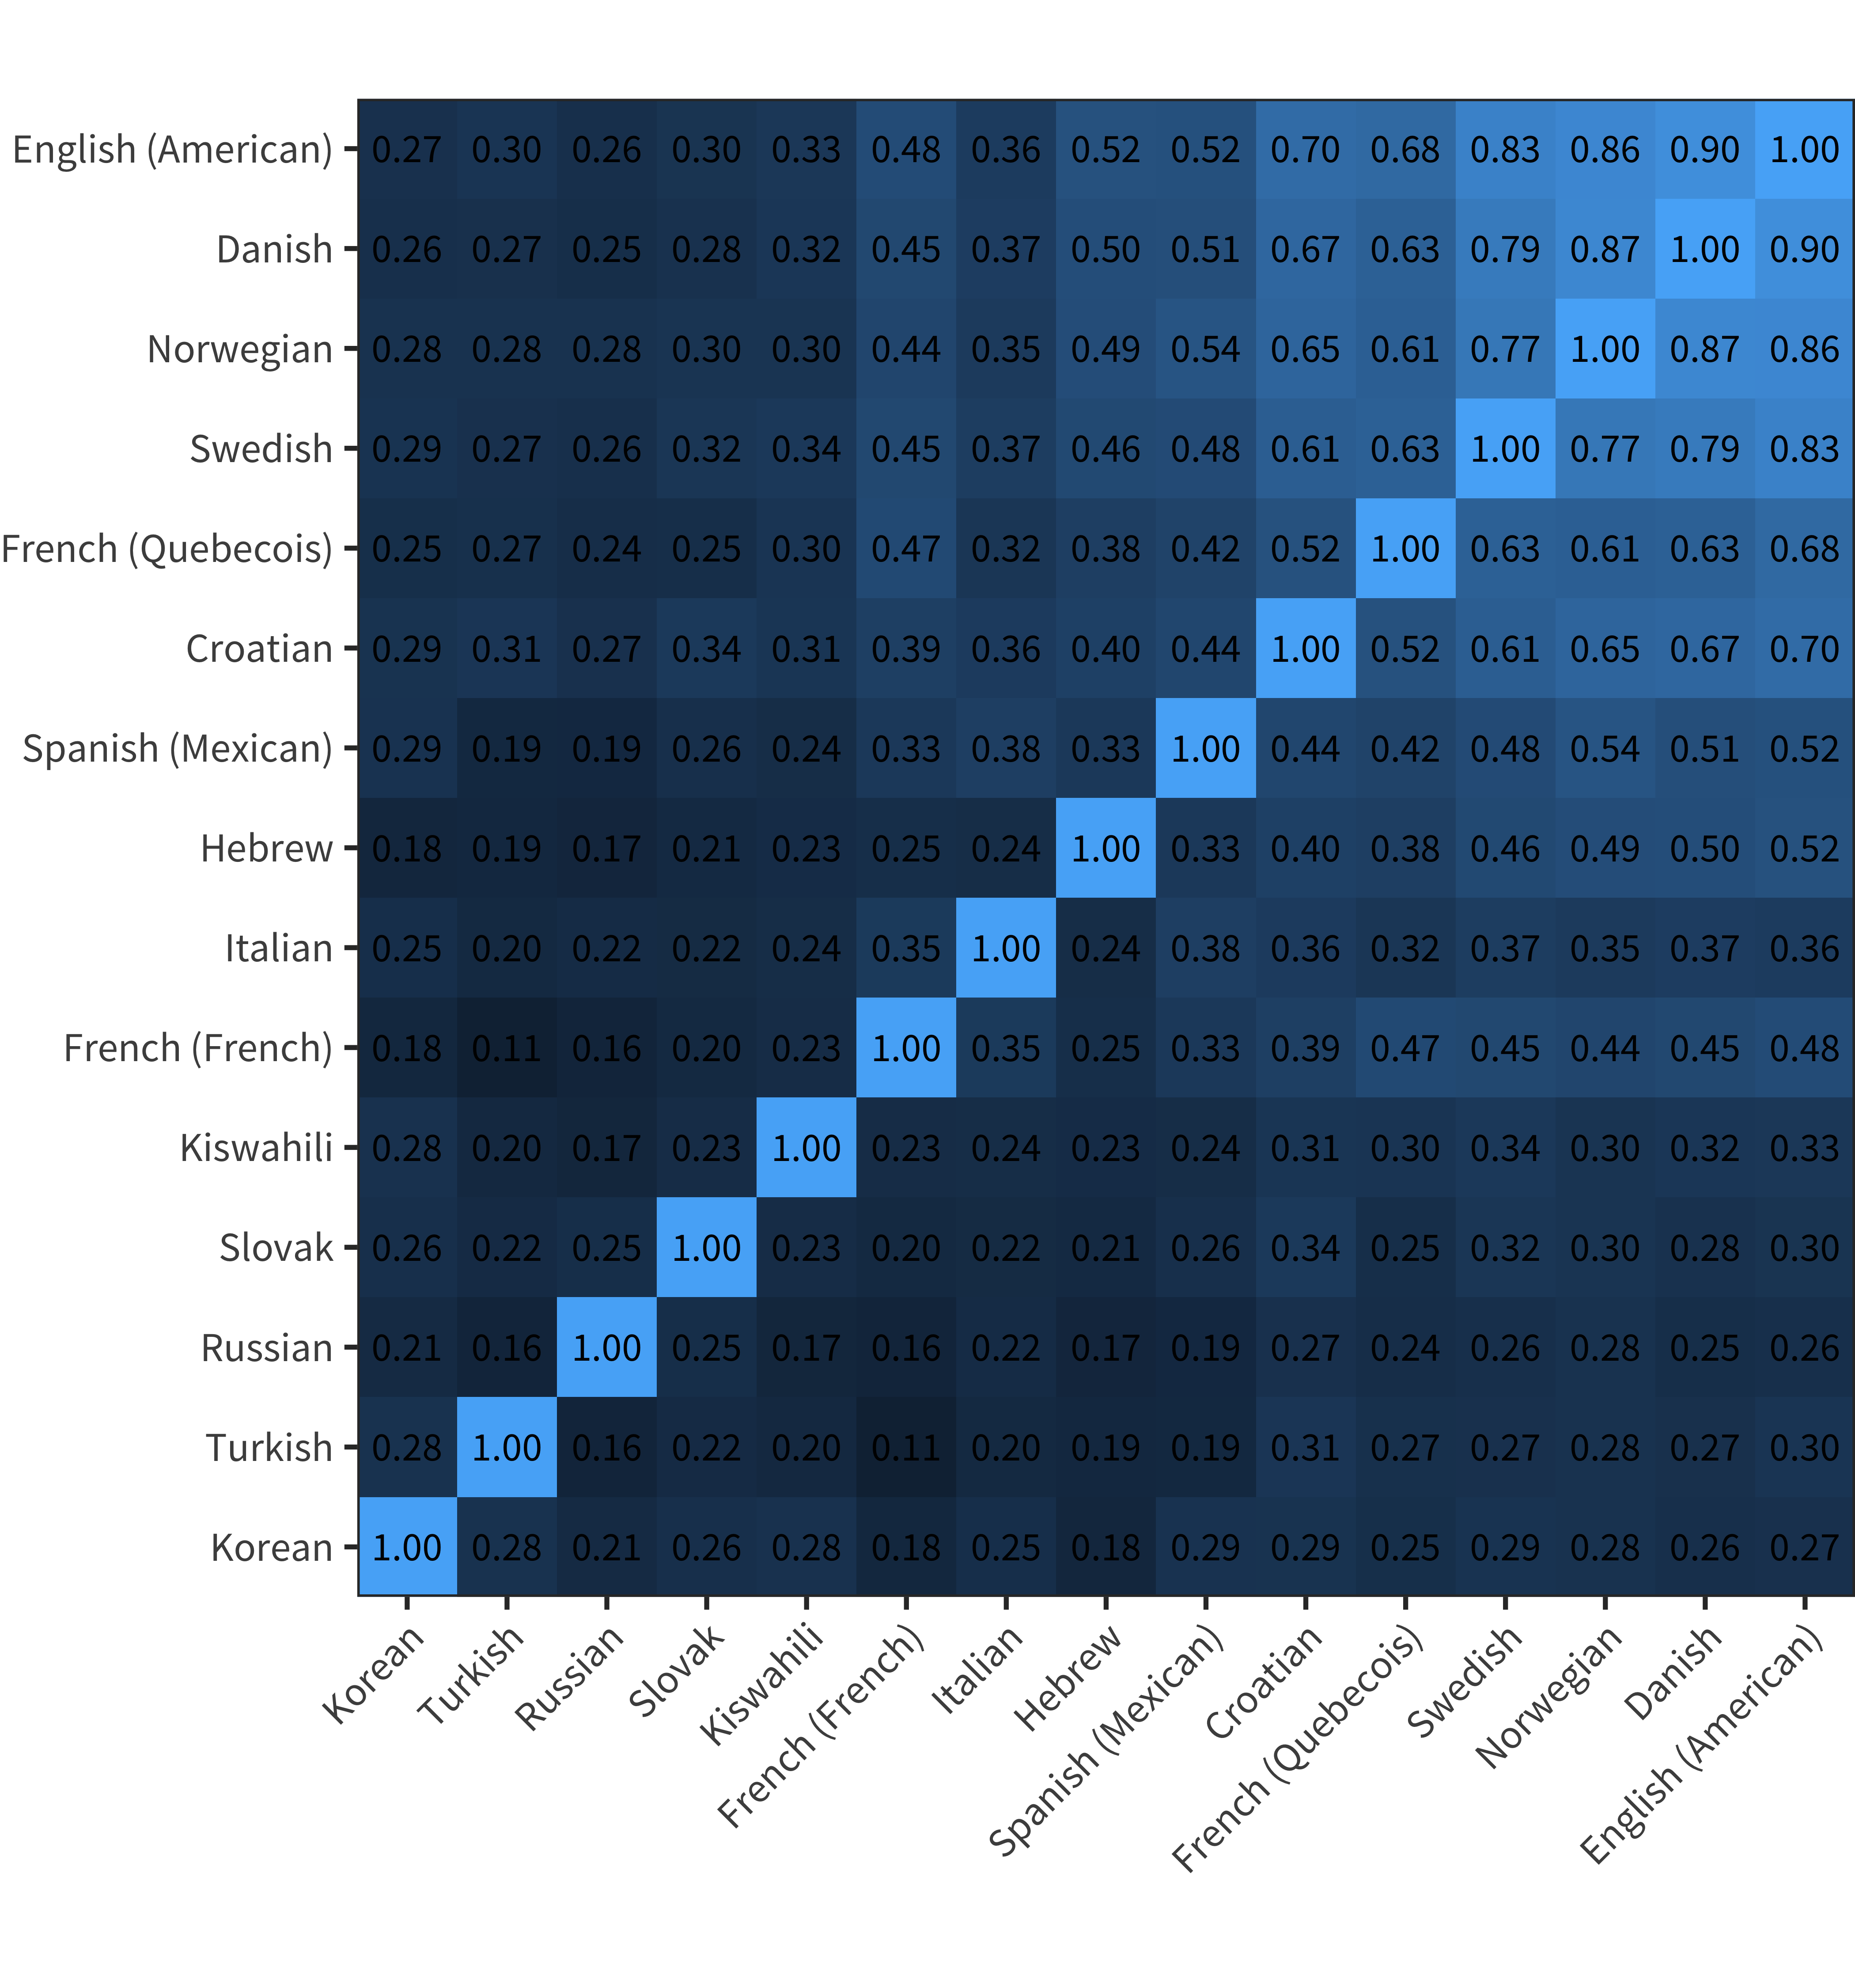 English (American) 0.27 0.30 0.26 0.30 0.33 0.48 0.36 0.52 0.52 0.70 0.68 0.83 0.86 0.90 1.00
Danish 0.26 0.27 0.25 0.28 0.32 0.45 0.37 0.50 0.51 0.67 0.63 0.79 0.87 1.00 0.90
Norwegian 0.28 0.28 0.28 0.30 0.30 0.44 0.35 0.49 0.54 0.65 0.61 0.77 1.00 0.87 0.86
Swedish 0.29 0.27 0.26 0.32 0.34 0.45 0.37 0.46 0.48 0.61 0.63 1.00 0.77 0.79 0.83
French (Quebecois) 0.25 0.27 0.24 0.25 0.30 0.47 0.32 0.38 0.42 0.52 1.00 0.63 0.61 0.63 0.68
Croatian 0.29 0.31 0.27 0.34 0.31 0.39 0.36 0.40 0.44 1.00 0.52 0.61 0.65 0.67 0.70
Spanish (Mexican) 0.29 0.19 0.19 0.26 0.24 0.33 0.38 0.33 1.00 0.44 0.42 0.48 0.54 0.51 0.52
Hebrew 0.18 0.19 0.17 0.21 0.23 0.25 0.24 1.00 0.33 0.40 0.38 0.46 0.49 0.50 0.52
Italian 0.25 0.20 0.22 0.22 0.24 0.35 1.00 0.24 0.38 0.36 0.32 0.37 0.35 0.37 0.36
French (French) 0.18 0.11 0.16 0.20 0.23 1.00 0.35 0.25 0.33 0.39 0.47 0.45 0.44 0.45 0.48
Kiswahili 0.28 0.20 0.17 0.23 1.00 0.23 0.24 0.23 0.24 0.31 0.30 0.34 0.30 0.32 0.33
Slovak 0.26 0.22 0.25 1.00 0.23 0.20 0.22 0.21 0.26 0.34 0.25 0.32 0.30 0.28 0.30
Russian 0.21 0.16 1.00 0.25 0.17 0.16 0.22 0.17 0.19 0.27 0.24 0.26 0.28 0.25 0.26
Turkish 0.28 1.00 0.16 0.22 0.20 0.11 0.20 0.19 0.19 0.31 0.27 0.27 0.28 0.27 0.30
Korean 1.00 0.28 0.21 0.26 0.28 0.18 0.25 0.18 0.29 0.29 0.25 0.29 0.28 0.26 0.27
Korean
Turkish
Russian
Slovak
Kiswahili
French (French)
Italian
Hebrew
Spanish (Mexican)
Croatian
French (Quebecois)
Swedish
Norwegian
Danish
English (American)